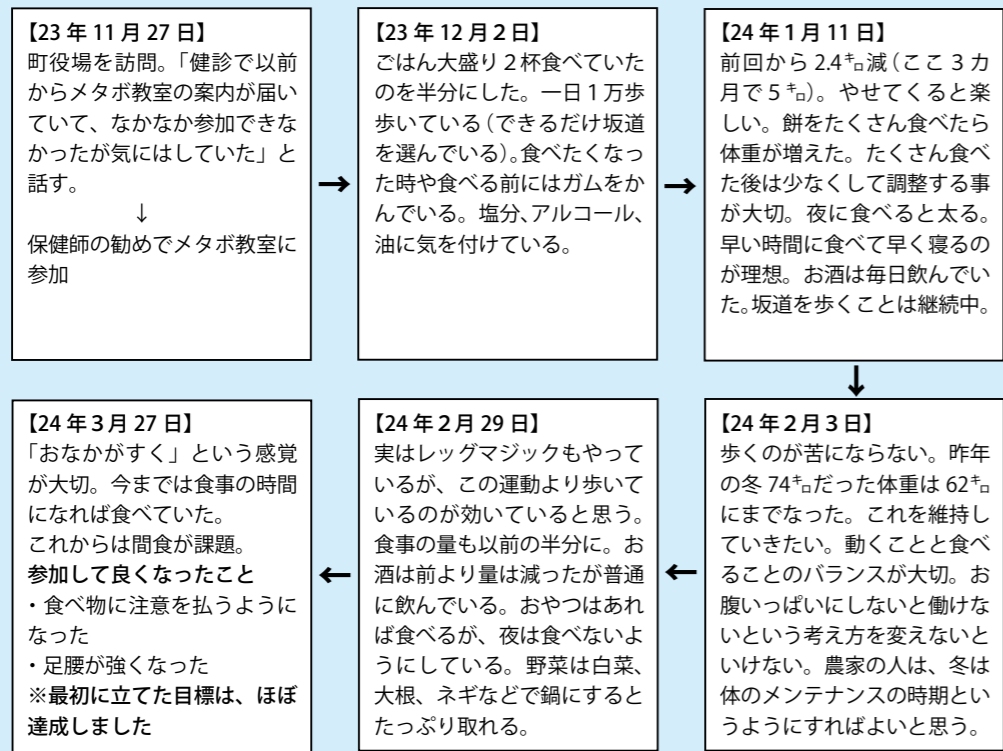 【23年11月27日】
町役場を訪問。「健診で以前
からメタボ教室の案内が届い
ていて、なかなか参加できな
かったが気にはしていた」と
話す。
↓
保健師の勧めでメタボ教室に
参加
→
【23年12月2日】
ごはん大盛り2杯食べていた
のを半分にした。一日1万歩
歩いている(できるだけ坂道
を選んでいる)。食べたくなっ
た時や食べる前にはガムをか
んでいる。塩分、アルコール、
油に気を付けている。
→
【24年1月11日】
前回から2.4㌔減(ここ3カ
月で5㌔)。やせてくると楽
しい。餅をたくさん食べたら
体重が増えた。たくさん食べ
た後は少なくして調整する事
が大切。夜に食べると太る。
早い時間に食べて早く寝るの
が理想。お酒は毎日飲んでい
た。坂道を歩くことは継続中。
↓
【24年2月3日】
歩くのが苦にならない。昨年
の冬74㌔だった体重は62㌔
にまでなった。これを維持し
ていきたい。動くことと食べ
ることのバランスが大切。お
腹いっぱいにしないと働けな
いという考え方を変えないと
いけない。農家の人は、冬は
体のメンテナンスの時期とい
うようにすればよいと思う。
←
【24年2月29日】
実はレッグマジックもやって
いるが、この運動より歩いて
いるのが効いていると思う。
食事の量も以前の半分に。お
酒は前より量は減ったが普通
に飲んでいる。おやつはあれ
ば食べるが、夜は食べないよ
うにしている。野菜は白菜、
大根、ネギなどで鍋にすると
たっぷり取れる。
←
【24年3月27日】
「おなかがすく」という感覚
が大切。今までは食事の時間
になれば食べていた。
これからは間食が課題。
参加して良くなったこと
・食べ物に注意を払うように
なった
・足腰が強くなった
※最初に立てた目標は、ほぼ
達成しました